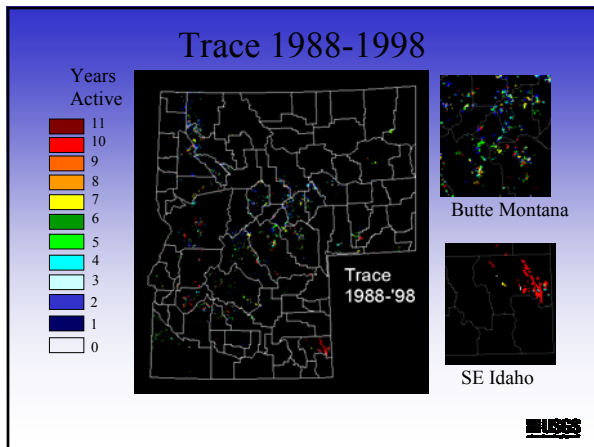 Trace 1988-1998
Years
Active
11
10
9
8
7
6
5
4
3
2
1
0
Trace
1988-'98
Butte Montana
SE Idaho
USGS